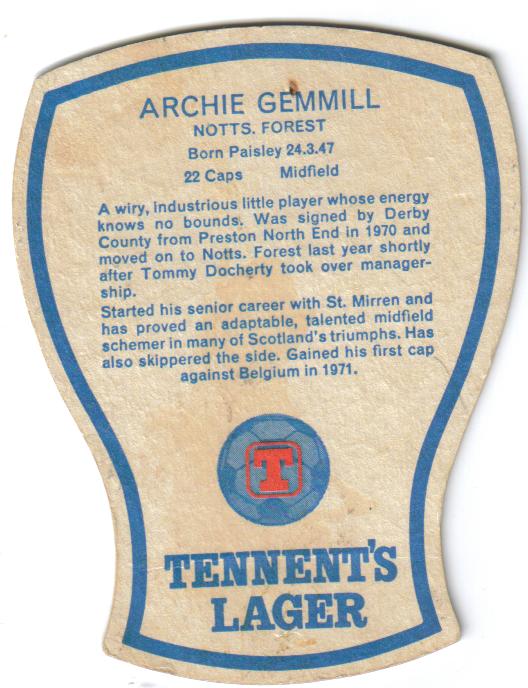 ARCHIE GEMMILL
NOTTS. FOREST
Born Paisley 24.3.47
22 Caps Midfield
A wiry, industrious little player whose energy
knows no bounds. Was signed by Derby
County from Preston North End in 1970 and
moved on to Notts. Forest last year shortly
after Tommy Docherty took over manager-
ship.
Started his senior career with St. Mirren and
has proved an adaptable, talented midfield
schemer in many of Scotland's triumphs. Has
also skippered the side. Gained his first cap
against Belgium in 1971.
T
TENNENT'S
LAGER